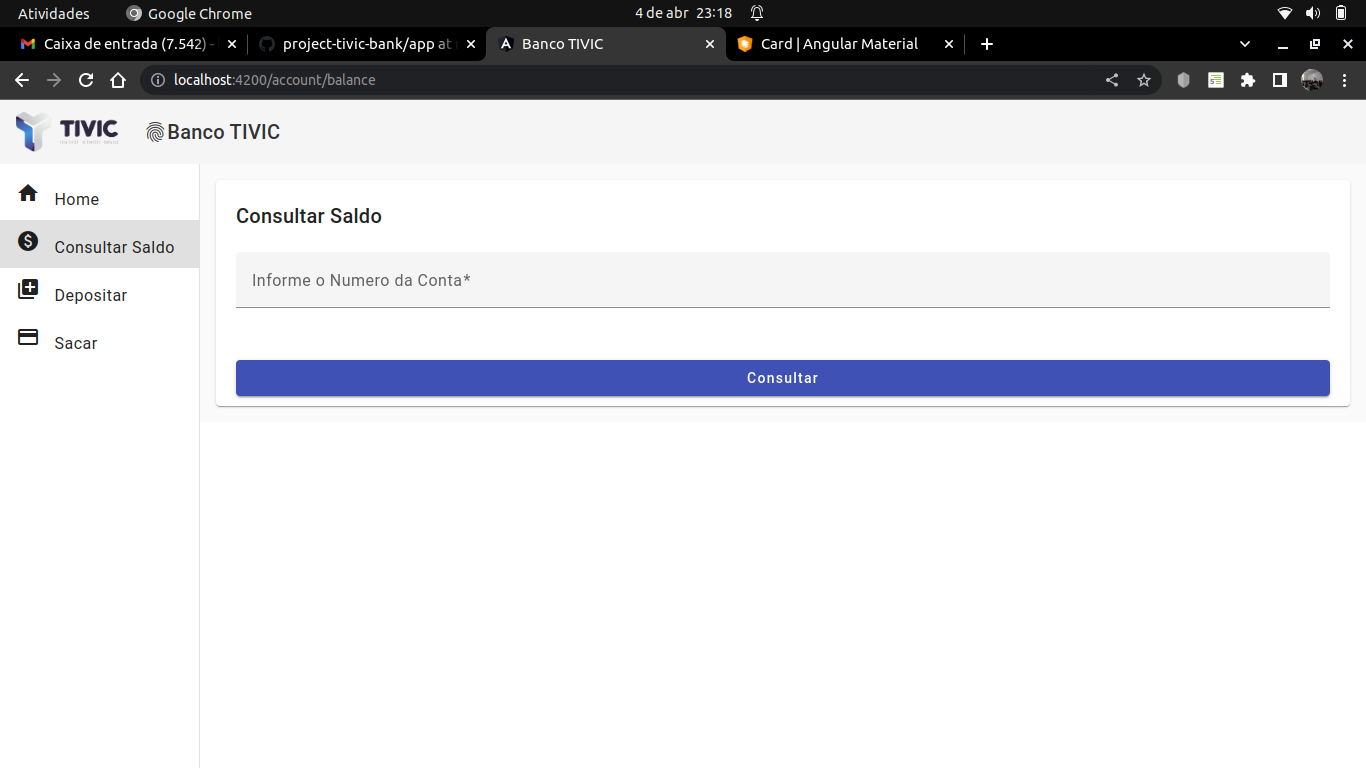 Atividades Google Chrome 4 de abr 23:18
Caixa de entrada (7.542) - project-tivic-bank/app at Banco TIVIC Card | Angular Material
localhost:4200/account/balance
TIVIC Banco TIVIC
Home
Consultar Saldo
Depositar
Sacar
Consultar Saldo
Informe o Numero da Conta*
Consultar